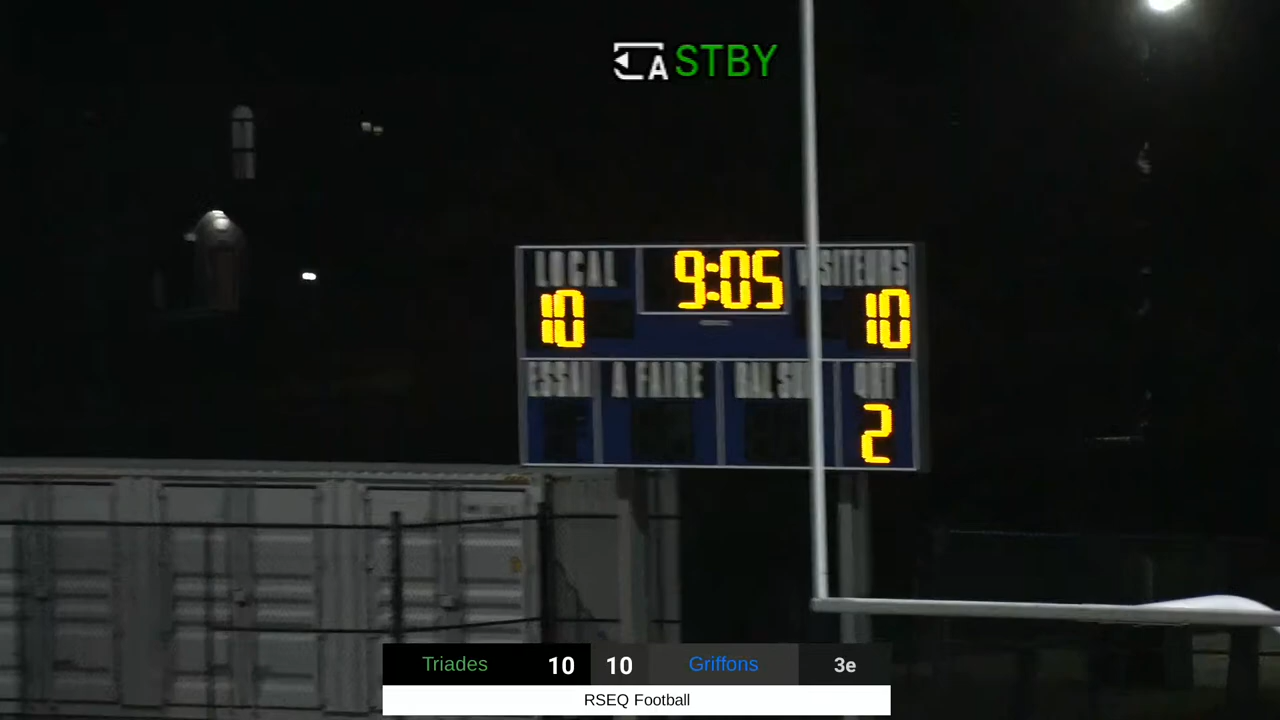 A STBY
LOCAL 9:05 VISITEURS
10 10
ESSAI A FAIRE BAL SUR QRT
2
Triades 10 10 Griffons 3e
RSEQ Football